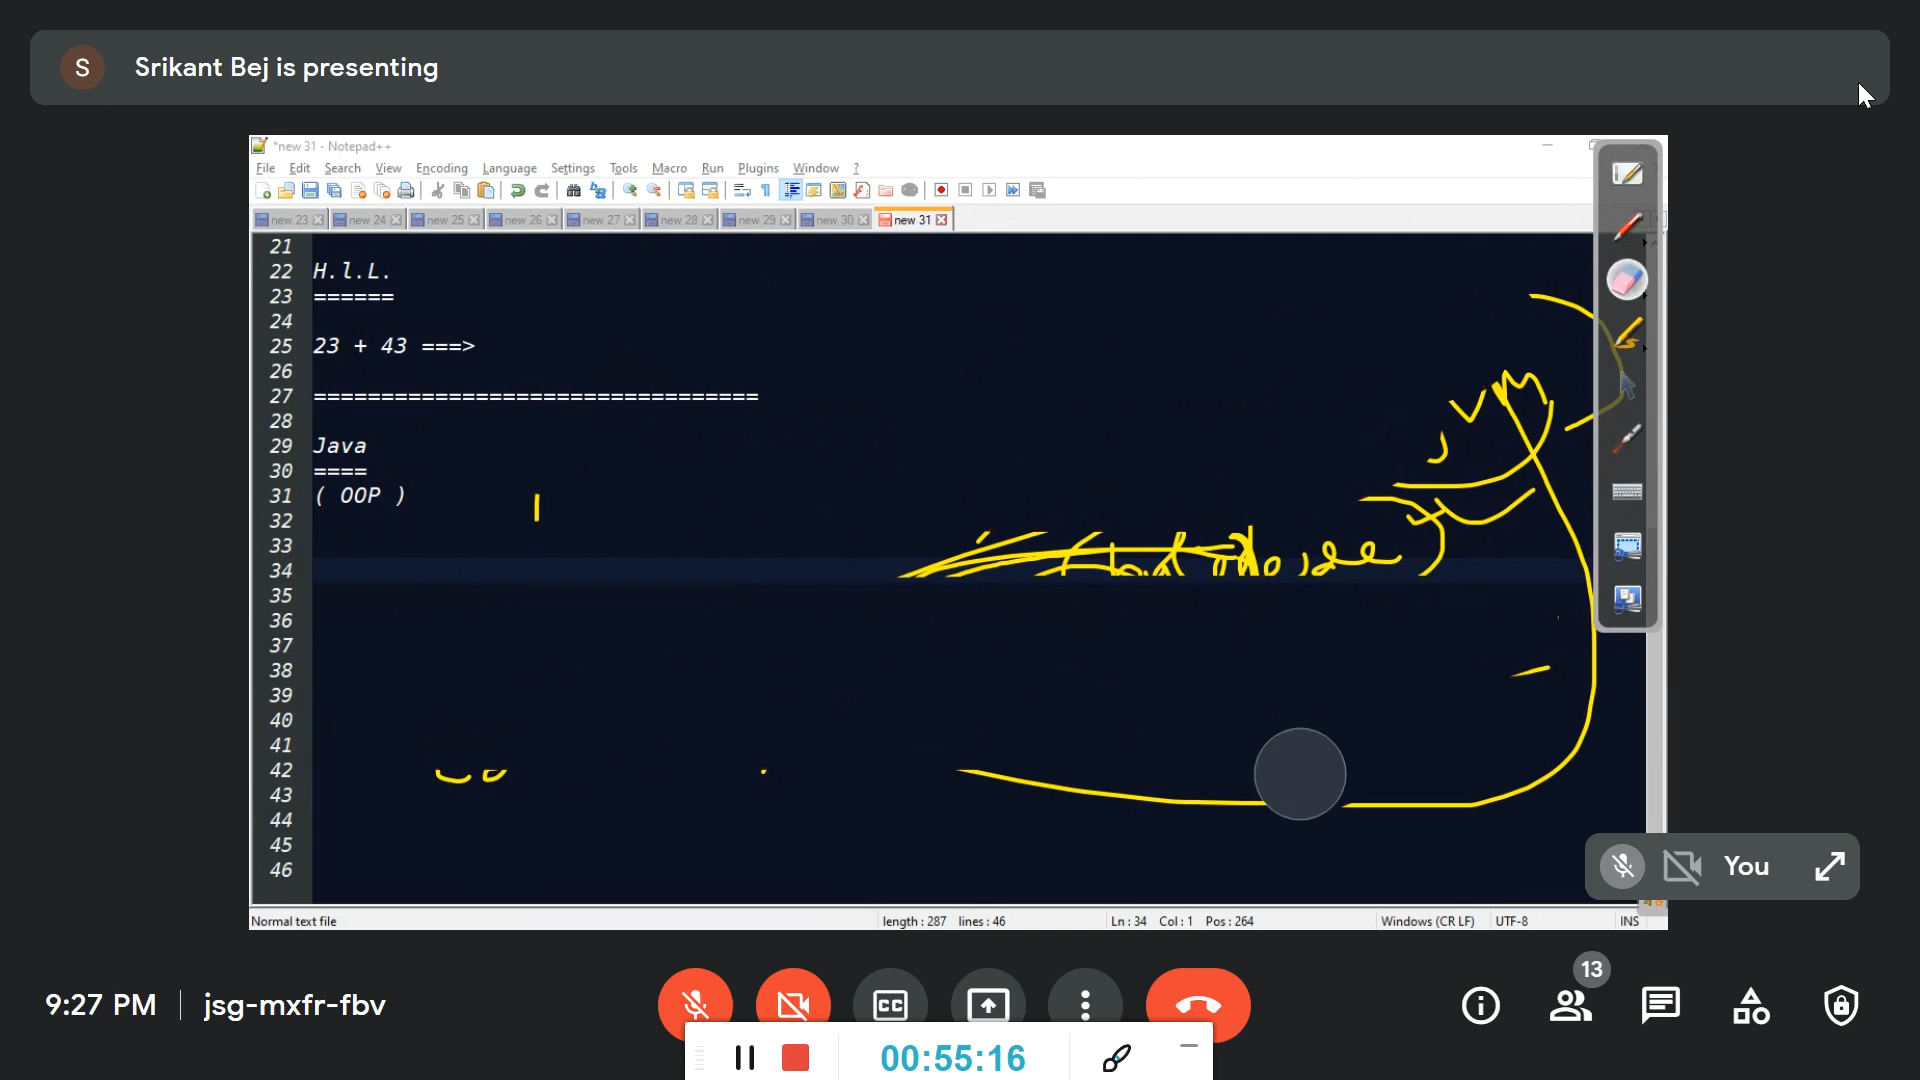 S Srikant Bej is presenting
*new 31 - Notepad++
File Edit Search View Encoding Language Settings Tools Macro Run Plugins Window ?
new 23 new 24 new 25 new 26 new 27 new 28 new 29 new 30 new 31
21
22 H.l.L.
23 ======
24
25 23 + 43 ===>
26
27 =================================
28
29 Java
30 ====
31 ( OOP )
32
33
34
35
36
37
38
39
40
41
42
43
44
45
46
You
Normal text file length : 287 lines : 46 Ln : 34 Col : 1 Pos : 264 Windows (CR LF) UTF-8 INS
9:27 PM jsg-mxfr-fbv CC 13
00:55:16